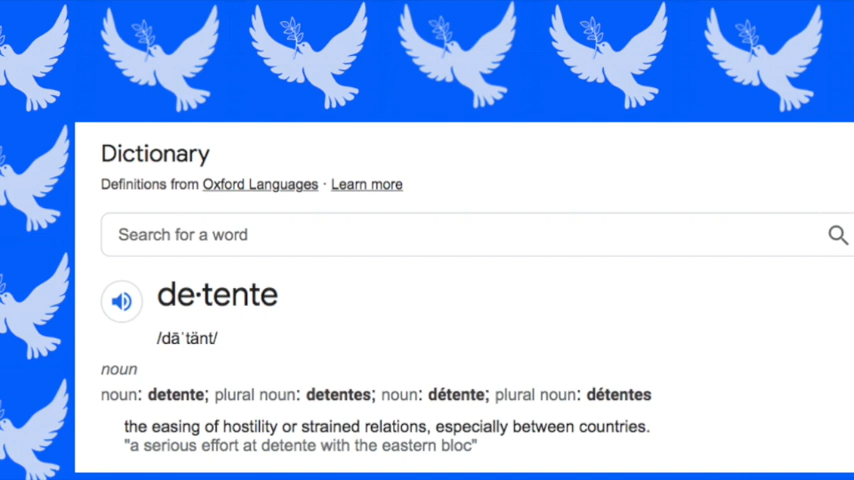 Dictionary
Definitions from Oxford Languages · Learn more
Search for a word
de·tente
/dāˈtänt/
noun
noun: detente; plural noun: detentes; noun: détente; plural noun: détentes
the easing of hostility or strained relations, especially between countries.
"a serious effort at detente with the eastern bloc"